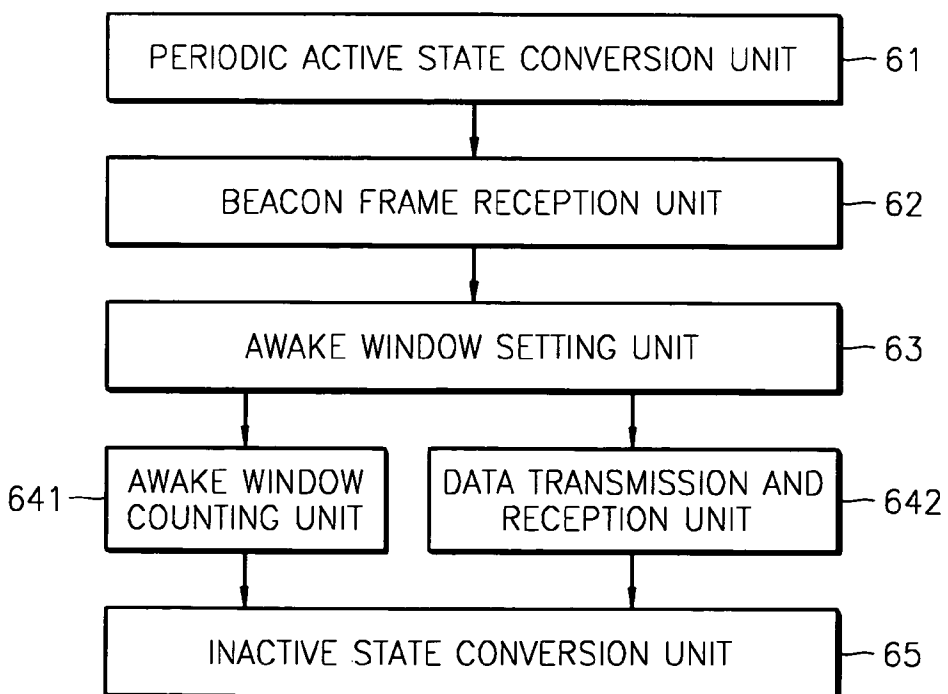 PERIODIC ACTIVE STATE CONVERSION UNIT 61
BEACON FRAME RECEPTION UNIT 62
AWAKE WINDOW SETTING UNIT 63
641
AWAKE WINDOW
COUNTING UNIT
DATA TRANSMISSION AND
RECEPTION UNIT
642
INACTIVE STATE CONVERSION UNIT 65